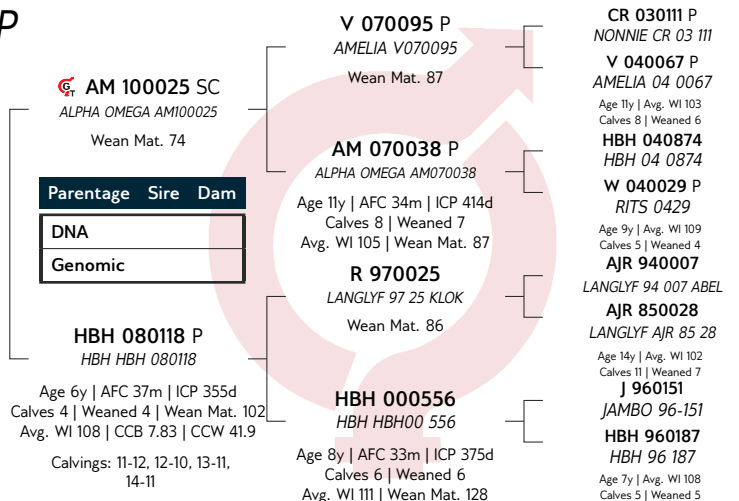 P
AM 100025 SC
ALPHA OMEGA AM100025
Wean Mat. 74
Parentage Sire Dam
DNA
Genomic
HBH 080118 P
HBH HBH 080118
Age 6y | AFC 37m | ICP 355d
Calves 4 | Weaned 4 | Wean Mat. 102
Avg. WI 108 | CCB 7.83 | CCW 41.9
Calvings: 11-12, 12-10, 13-11,
14-11
V 070095 P
AMELIA V070095
Wean Mat. 87
AM 070038 P
ALPHA OMEGA AM070038
Age 11y | AFC 34m | ICP 414d
Calves 8 | Weaned 7
Avg. WI 105 | Wean Mat. 87
R 970025
LANGLYF 97 25 KLOK
Wean Mat. 86
HBH 000556
HBH HBH00 556
Age 8y | AFC 33m | ICP 375d
Calves 6 | Weaned 6
Avg. WI 111 | Wean Mat. 128
CR 030111 P
NONNIE CR 03 111
V 040067 P
AMELIA 04 0067
Age 11y | Avg. WI 103
Calves 8 | Weaned 6
HBH 040874
HBH 04 0874
W 040029 P
RITS 0429
Age 9y | Avg. WI 109
Calves 5 | Weaned 4
AJR 940007
LANGLYF 94 007 ABEL
AJR 850028
LANGLYF AJR 85 28
Age 14y | Avg. WI 102
Calves 11 | Weaned 7
J 960151
JAMBO 96-151
HBH 960187
HBH 96 187
Age 7y | Avg. WI 108
Calves 5 | Weaned 5